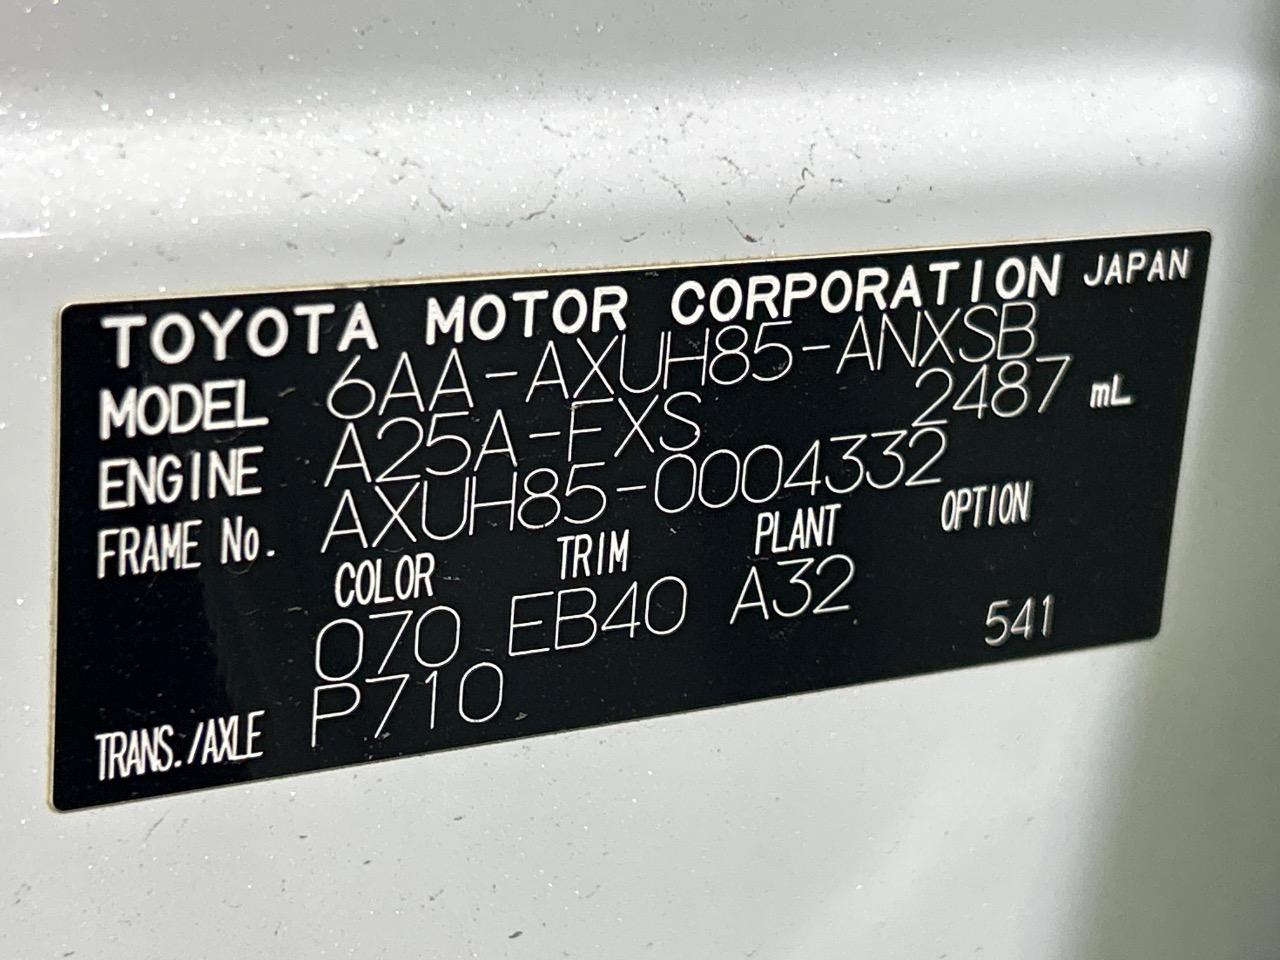 TOYOTA MOTOR CORPORATION JAPAN
MODEL 6AA-AXUH85-ANXSB
ENGINE A25A-FXS 2487 mL
FRAME No. AXUH85-0004332
COLOR TRIM PLANT OPTION
070 EB40 A32 541
TRANS./AXLE P710